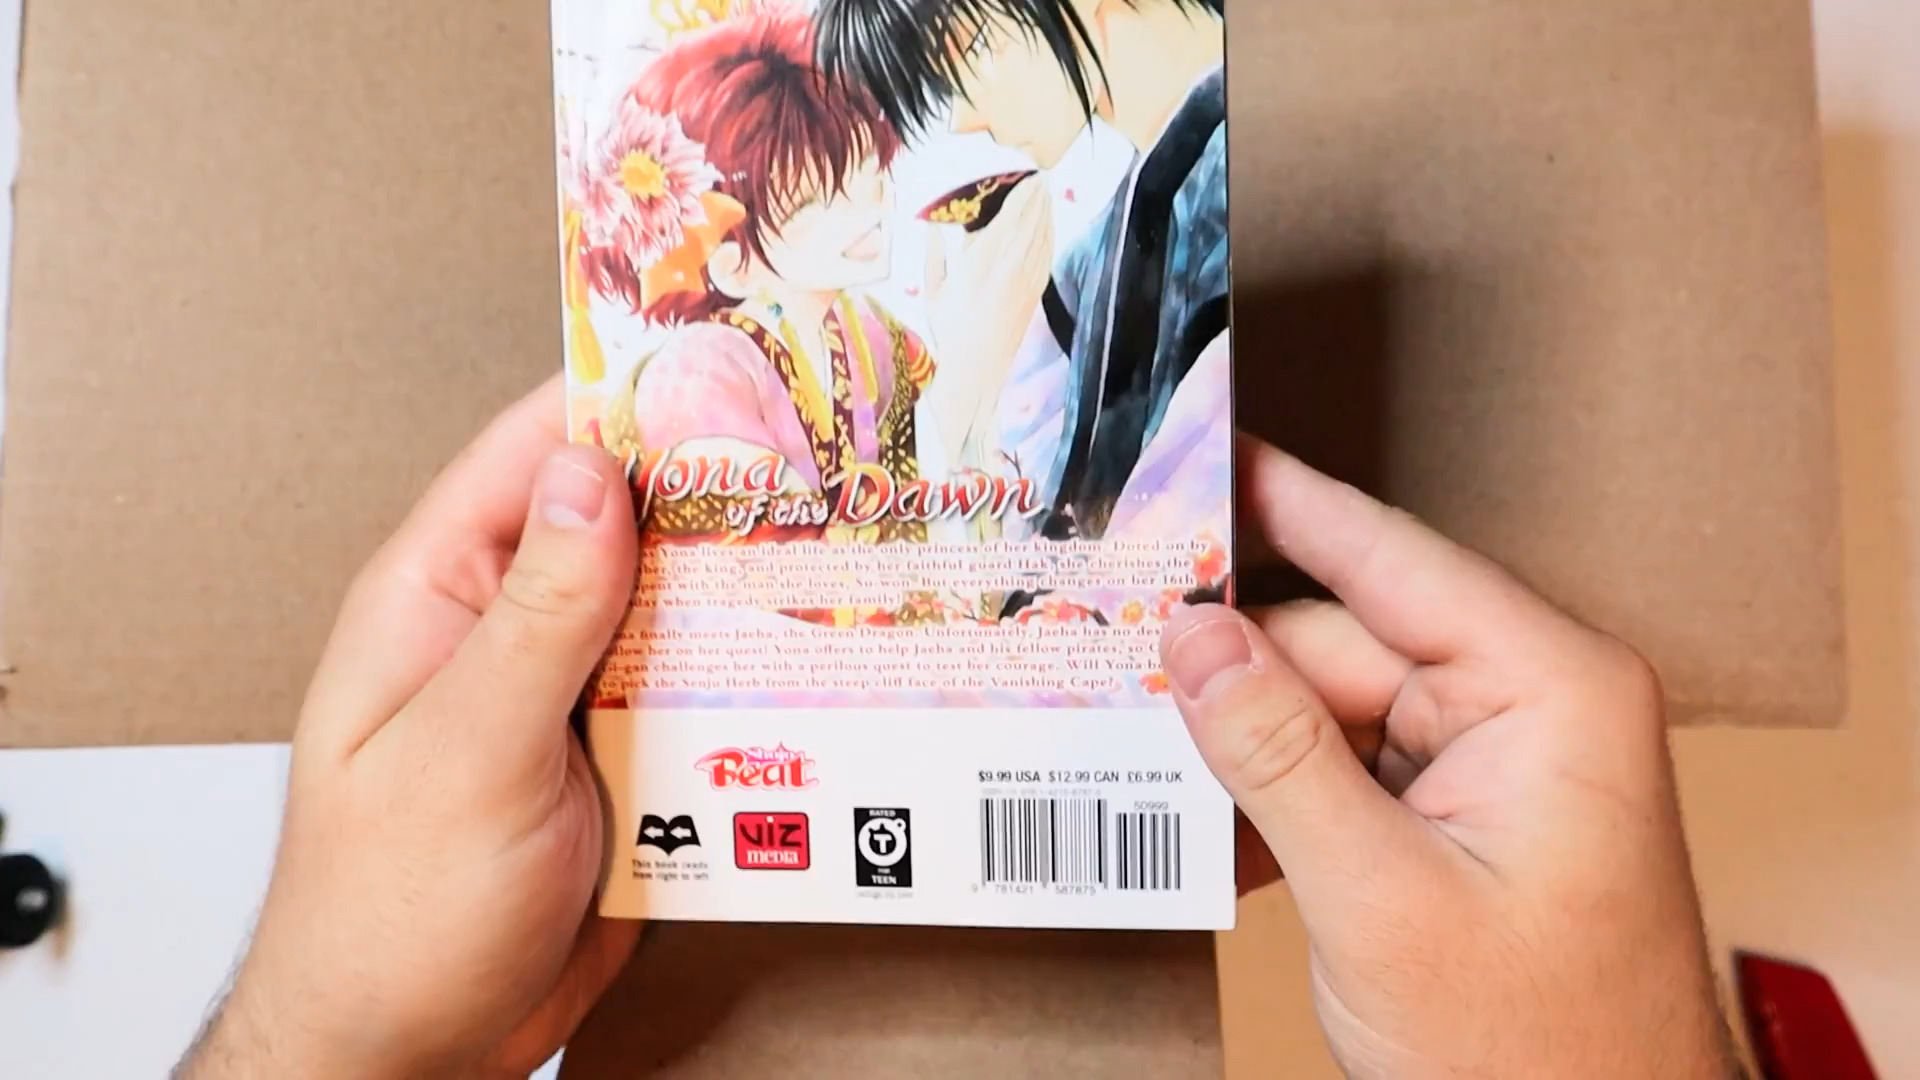 Yona
of the Dawn
Yona lives an ideal life as the only princess of her kingdom. Doted on by
her, the king, and protected by her faithful guard Hak, she cherishes the
spent with the man she loves, Su-won. But everything changes on her 16th
day when tragedy strikes her family!
finally meets Jaeha, the Green Dragon. Unfortunately, Jaeha has no
her on her quest! Yona offers to help Jaeha and his fellow pirates, so
Gi-gan challenges her with a perilous quest to test her courage. Will Yona
to pick the Senju Herb from the steep cliff face of the Vanishing Cape?
Shojo
Beat
$9.99 USA $12.99 CAN £6.99 UK
50999
This book reads
from right to left
VIZ
media
RATED
T
FOR
TEEN
9 781421 587875